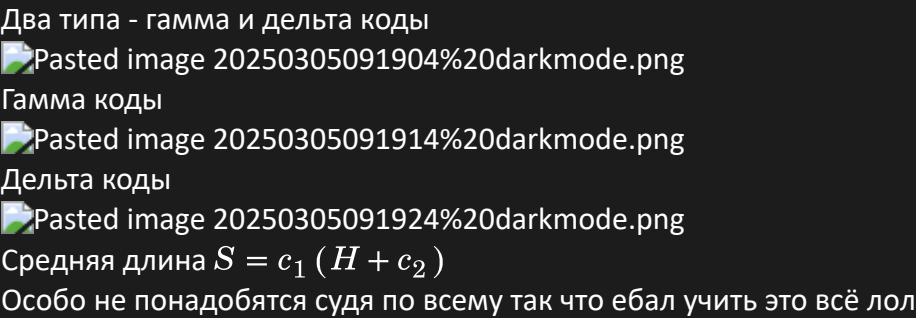 Два типа - гамма и дельта коды
Pasted image 20250305091904%20darkmode.png
Гамма коды
Pasted image 20250305091914%20darkmode.png
Дельта коды
Pasted image 20250305091924%20darkmode.png
Средняя длина S = c₁ ( H + c₂ )
Особо не понадобятся судя по всему так что ебал учить это всё лол